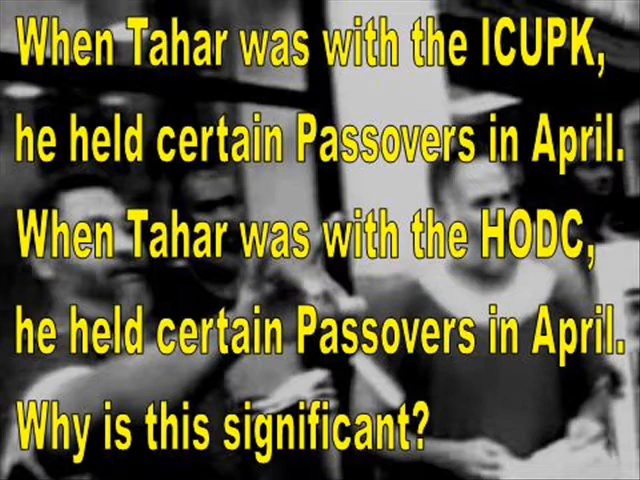 When Tahar was with the ICUPK,
he held certain Passovers in April.
When Tahar was with the HODC,
he held certain Passovers in April.
Why is this significant?